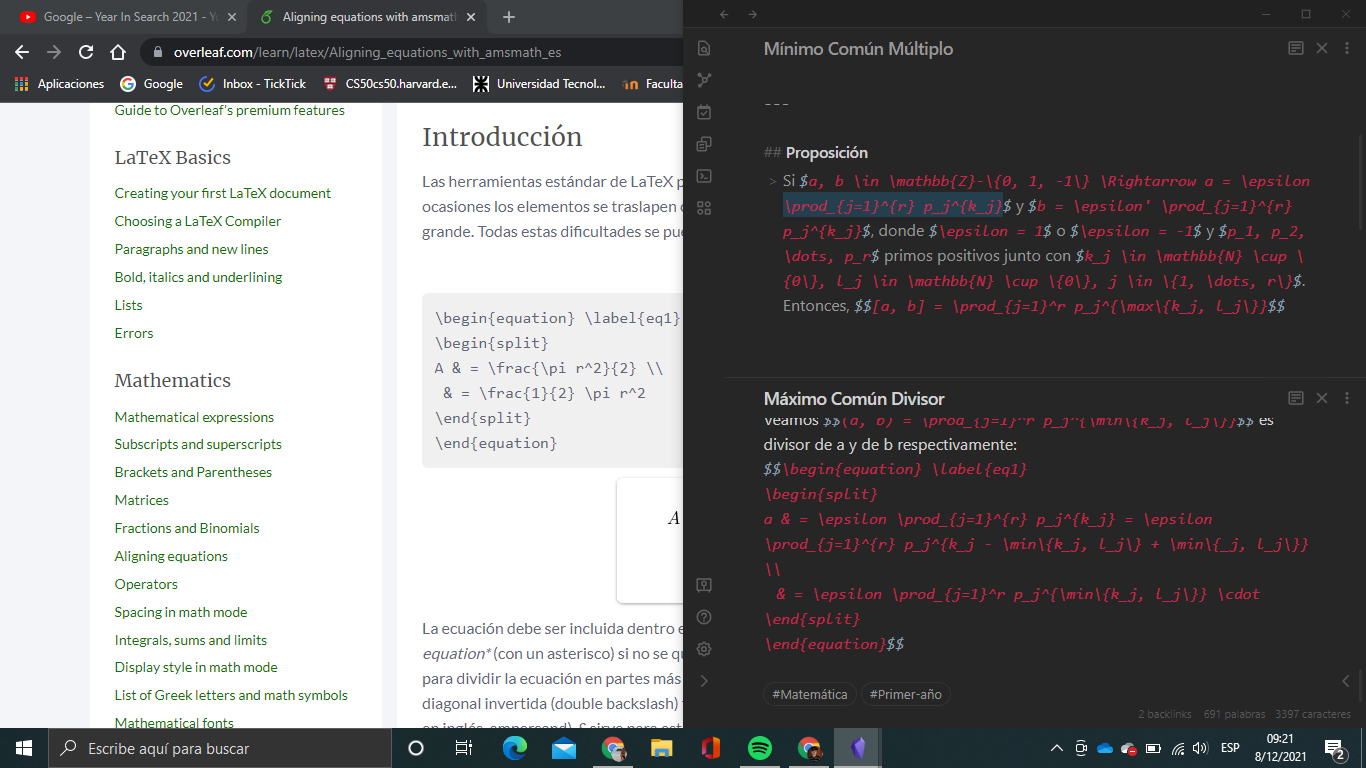 Google – Year In Search 2021 - Y
Aligning equations with amsmath
overleaf.com/learn/latex/Aligning_equations_with_amsmath_es
Aplicaciones
Google
Inbox - TickTick
CS50cs50.harvard.e...
Universidad Tecnol...
Faculta
Guide to Overleaf's premium features
LaTeX Basics
Creating your first LaTeX document
Choosing a LaTeX Compiler
Paragraphs and new lines
Bold, italics and underlining
Lists
Errors
Mathematics
Mathematical expressions
Subscripts and superscripts
Brackets and Parentheses
Matrices
Fractions and Binomials
Aligning equations
Operators
Spacing in math mode
Integrals, sums and limits
Display style in math mode
List of Greek letters and math symbols
Mathematical fonts
Introducción
Las herramientas estándar de LaTeX p
ocasiones los elementos se traslapen
grande. Todas estas dificultades se pue
\begin{equation} \label{eq1}
\begin{split}
A & = \frac{\pi r^2}{2} \\
& = \frac{1}{2} \pi r^2
\end{split}
\end{equation}
A
La ecuación debe ser incluida dentro e
equation* (con un asterisco) si no se qu
para dividir la ecuación en partes más
diagonal invertida (double backslash)
en inglés, ampersand), & sirve para est
Mínimo Común Múltiplo
---
## Proposición
> Si $a, b \in \mathbb{Z}-\{0, 1, -1\} \Rightarrow a = \epsilon
\prod_{j=1}^{r} p_j^{k_j}$ y $b = \epsilon' \prod_{j=1}^{r}
p_j^{k_j}$, donde $\epsilon = 1$ o $\epsilon = -1$ y $p_1, p_2,
\dots, p_r$ primos positivos junto con $k_j \in \mathbb{N} \cup \
{0\}, l_j \in \mathbb{N} \cup \{0\}, j \in \{1, \dots, r\}$.
Entonces, $$[a, b] = \prod_{j=1}^r p_j^{\max\{k_j, l_j\}}$$
Máximo Común Divisor
Veamos $$(a, b) = \prod_{j=1}^r p_j^{\min\{k_j, l_j\}}$$ es
divisor de a y de b respectivamente:
$$\begin{equation} \label{eq1}
\begin{split}
a & = \epsilon \prod_{j=1}^{r} p_j^{k_j} = \epsilon
\prod_{j=1}^{r} p_j^{k_j - \min\{k_j, l_j\} + \min\{_j, l_j\}}
\\
& = \epsilon \prod_{j=1}^r p_j^{\min\{k_j, l_j\}} \cdot
\end{split}
\end{equation}$$
#Matemática
#Primer-año
2 backlinks 691 palabras 3397 caracteres
Escribe aquí para buscar
ESP
09:21
8/12/2021
2